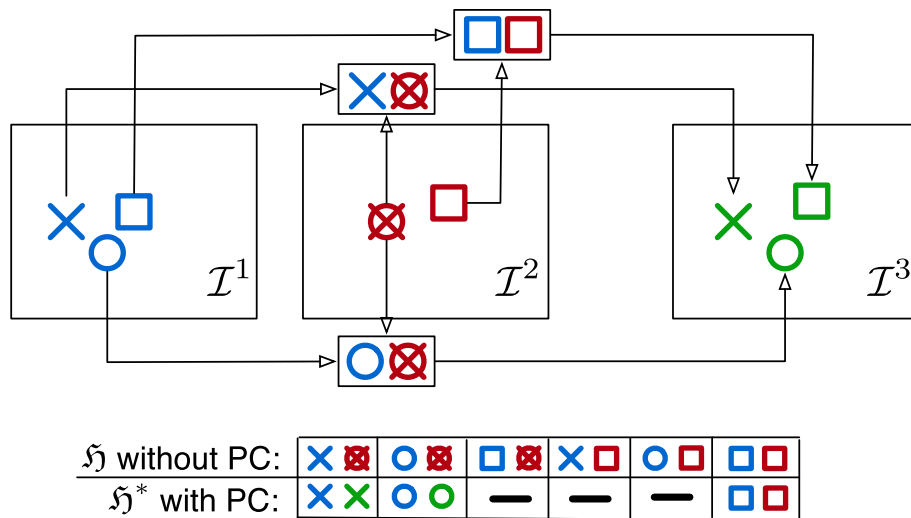 𝓘¹ 𝓘² 𝓘³
ℌ without PC:
ℌ* with PC: